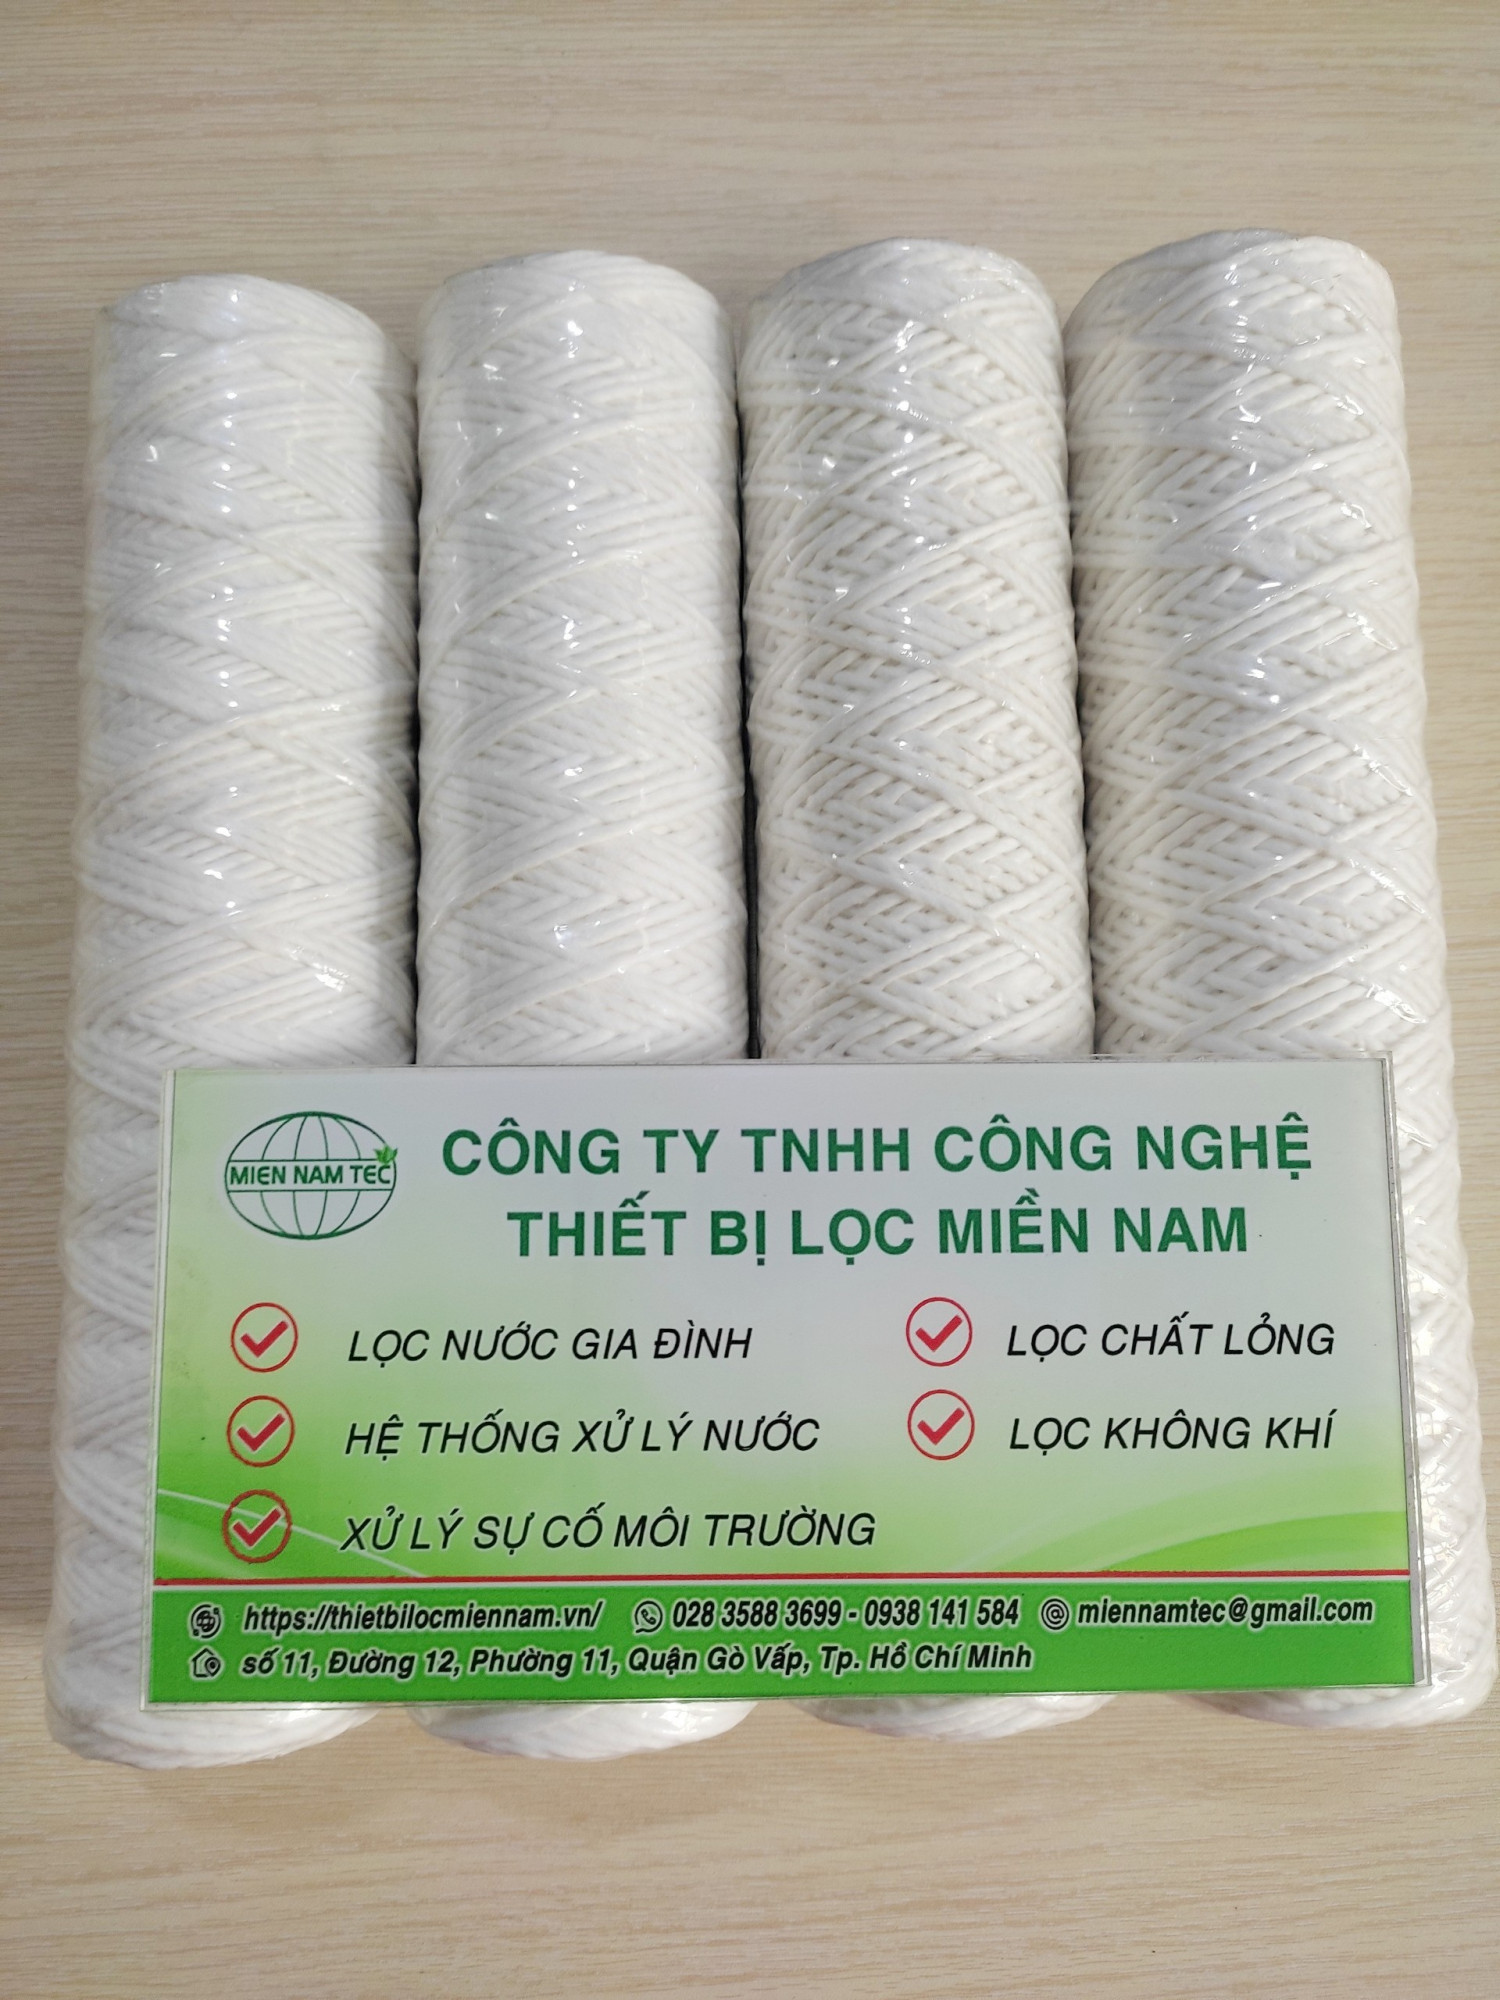 MIEN NAM TEC
CÔNG TY TNHH CÔNG NGHỆ
THIẾT BỊ LỌC MIỀN NAM
LỌC NƯỚC GIA ĐÌNH
LỌC CHẤT LỎNG
HỆ THỐNG XỬ LÝ NƯỚC
LỌC KHÔNG KHÍ
XỬ LÝ SỰ CỐ MÔI TRƯỜNG
https://thietbilocmiennam.vn/ 028 3588 3699 - 0938 141 584 miennamtec@gmail.com
số 11, Đường 12, Phường 11, Quận Gò Vấp, Tp. Hồ Chí Minh